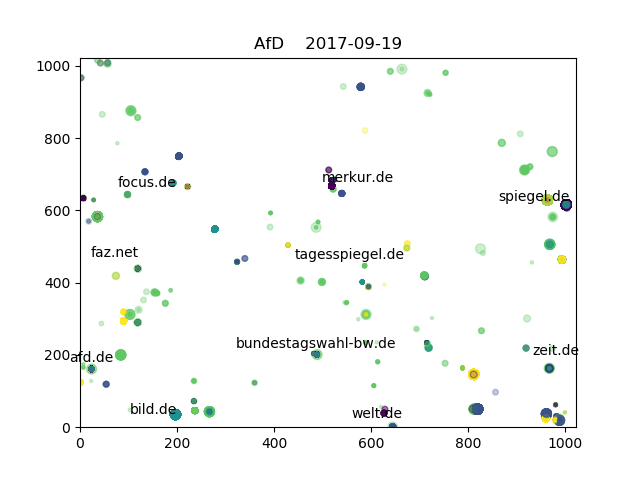 AfD    2017-09-19
1000
800
focus.de
merkur.de
spiegel.de
600
faz.net
tagesspiegel.de
400
bundestagswahl-bw.de
zeit.de
200
afd.de
bild.de
welt.de
0
0 200 400 600 800 1000